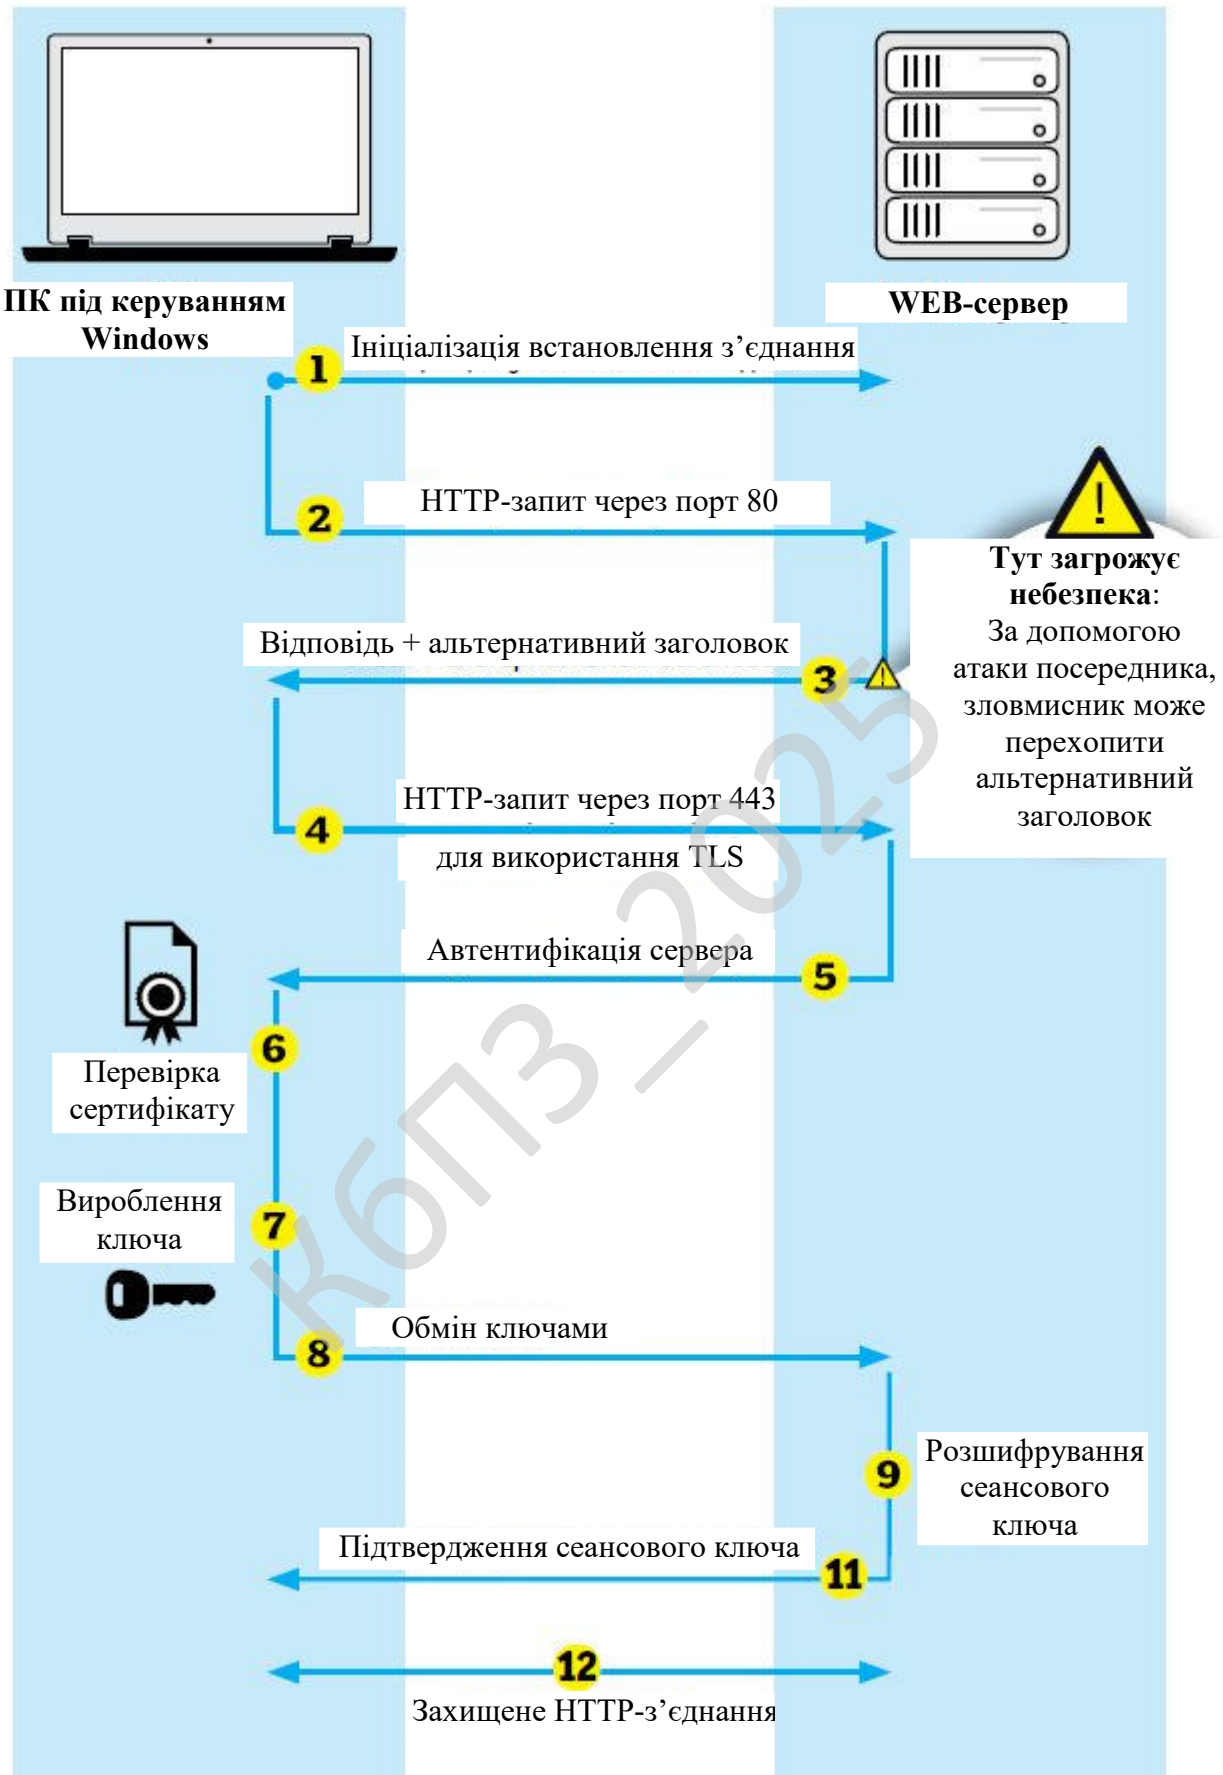 ПК під керуванням
Windows
WEB-сервер
Ініціалізація встановлення з’єднання
1
HTTP-запит через порт 80
2
!
Тут загрожує
небезпека:
За допомогою
атаки посередника,
зловмисник може
перехопити
альтернативний
заголовок
Відповідь + альтернативний заголовок
3
!
HTTP-запит через порт 443
4
для використання TLS
Автентифікація сервера
5
6
Перевірка
сертифікату
Вироблення
ключа
7
Обмін ключами
8
9
Розшифрування
сеансового
ключа
Підтвердження сеансового ключа
11
12
Захищене HTTP-з’єднання
КбПЗ_2025